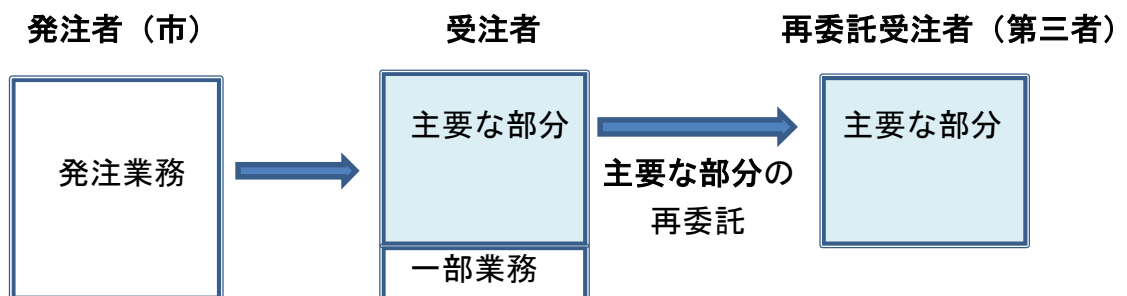 発注者（市）
受注者
再委託受注者（第三者）
発注業務
主要な部分
主要な部分の
再委託
主要な部分
一部業務